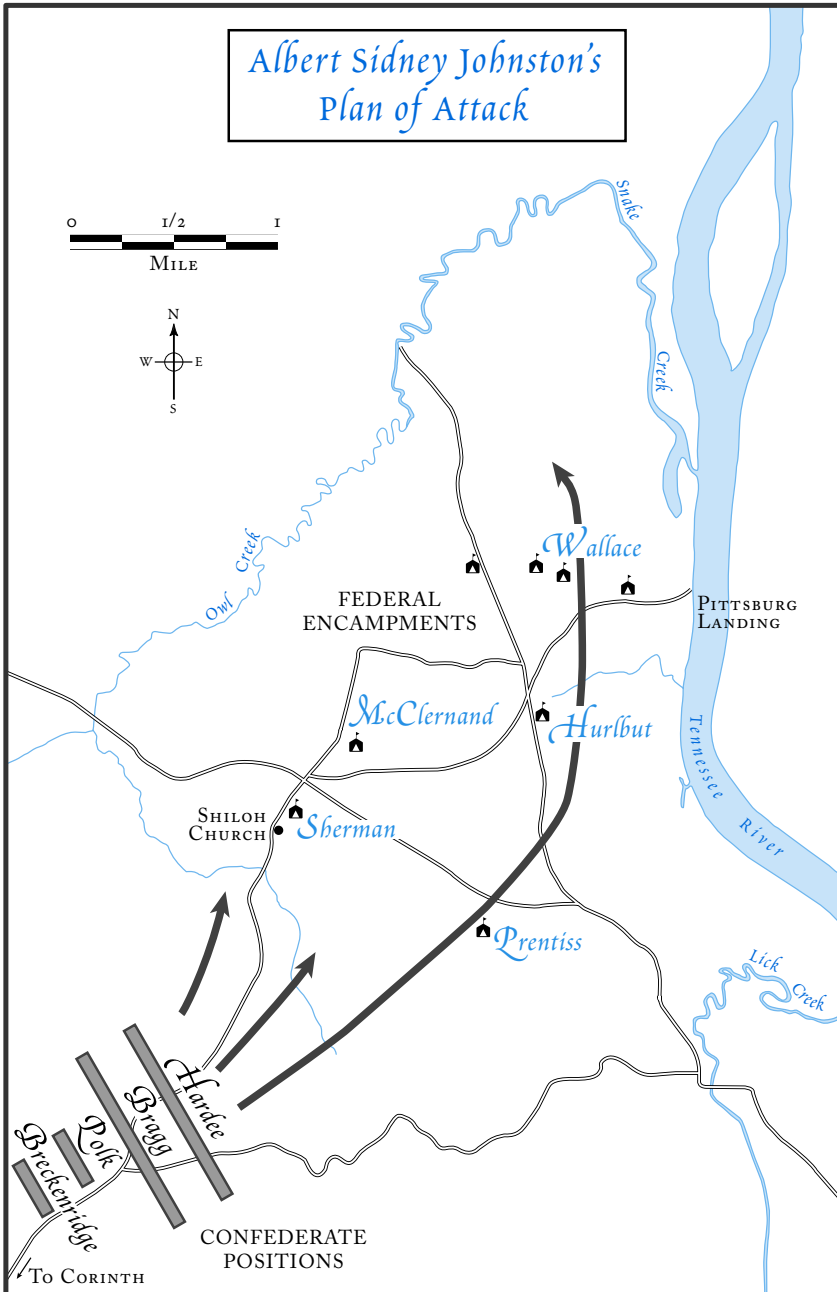 Albert Sidney Johnston's
Plan of Attack
0 1/2 1
Mile
N
W E
S
Snake
Creek
Owl Creek
Wallace
FEDERAL
ENCAMPMENTS
Pittsburg
Landing
McClernand
Hurlbut
Tennessee
River
Shiloh
Church
Sherman
Prentiss
Lick
Creek
Hardee
Bragg
Polk
Breckenridge
CONFEDERATE
POSITIONS
To Corinth